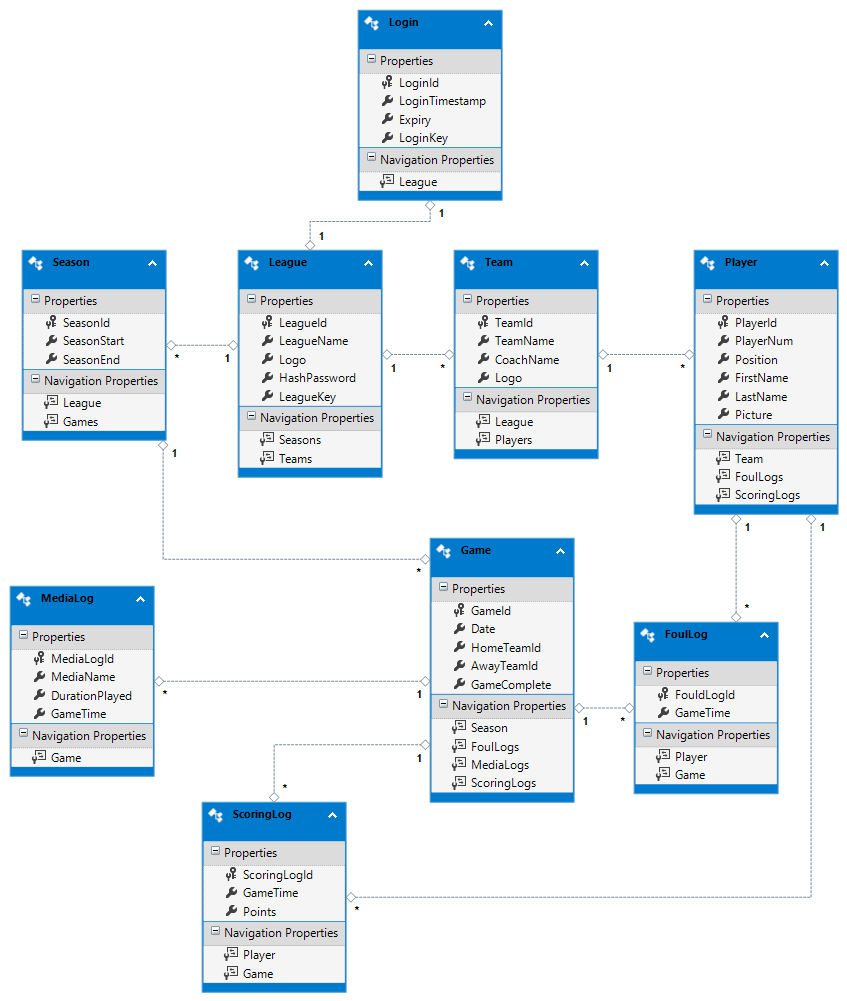 Login
Properties
LoginId
LoginTimestamp
Expiry
LoginKey
Navigation Properties
League
1
1
Season
Properties
SeasonId
SeasonStart
SeasonEnd
Navigation Properties
League
Games
*
1
1
League
Properties
LeagueId
LeagueName
Logo
HashPassword
LeagueKey
Navigation Properties
Seasons
Teams
1
*
Team
Properties
TeamId
TeamName
CoachName
Logo
Navigation Properties
League
Players
1
*
Player
Properties
PlayerId
PlayerNum
Position
FirstName
LastName
Picture
Navigation Properties
Team
FoulLogs
ScoringLogs
1
1
*
MediaLog
Properties
MediaLogId
MediaName
DurationPlayed
GameTime
Navigation Properties
Game
*
*
1
1
Game
Properties
GameId
Date
HomeTeamId
AwayTeamId
GameComplete
Navigation Properties
Season
FoulLogs
MediaLogs
ScoringLogs
1
*
FoulLog
Properties
FouldLogId
GameTime
Navigation Properties
Player
Game
*
ScoringLog
Properties
ScoringLogId
GameTime
Points
Navigation Properties
Player
Game
*